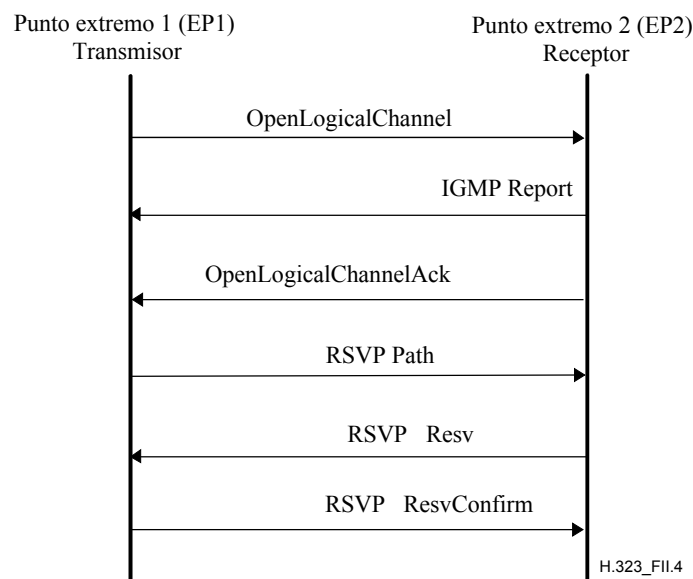 Punto extremo 1 (EP1)
Transmisor
Punto extremo 2 (EP2)
Receptor
OpenLogicalChannel
IGMP Report
OpenLogicalChannelAck
RSVP Path
RSVP Resv
RSVP ResvConfirm
H.323_FII.4